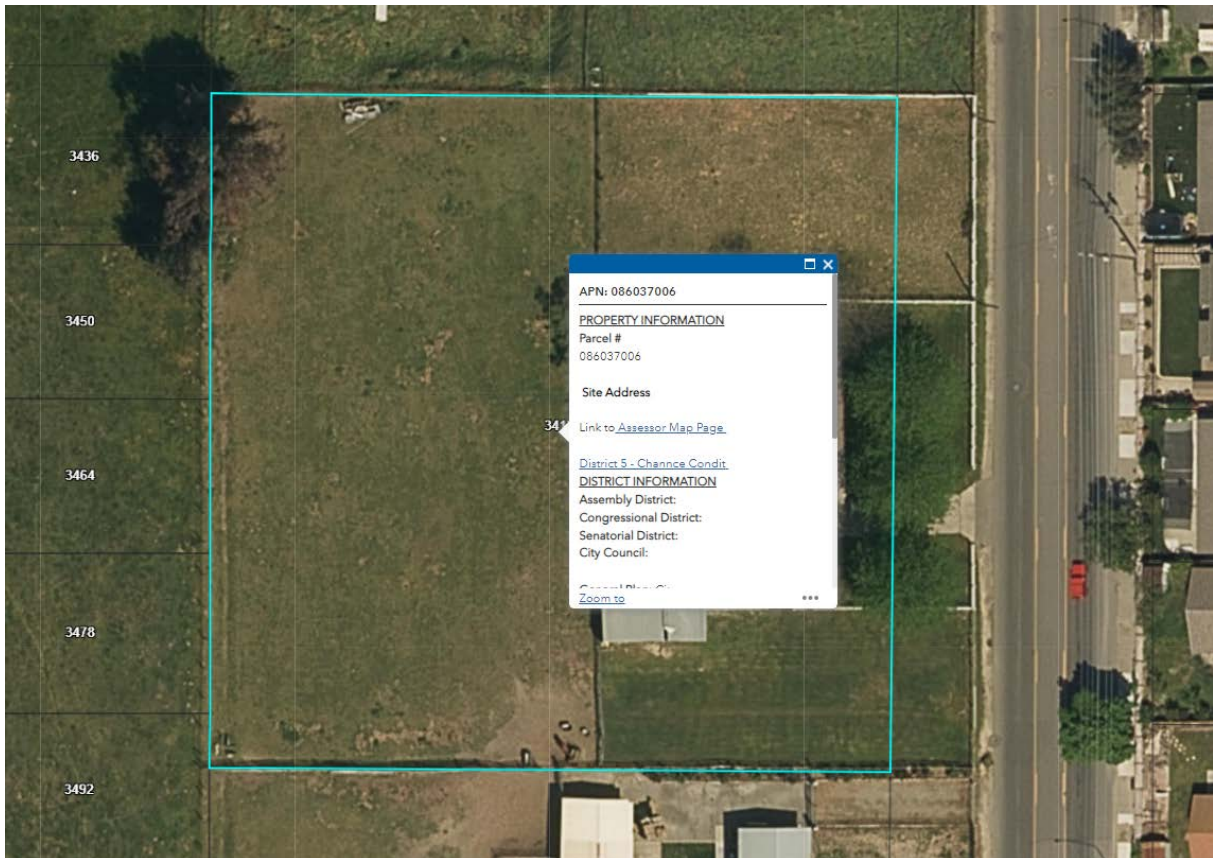 3436
3450
3464
3478
3492
341
APN: 086037006
PROPERTY INFORMATION
Parcel #
086037006
Site Address
Link to Assessor Map Page
District 5 - Channce Condit
DISTRICT INFORMATION
Assembly District:
Congressional District:
Senatorial District:
City Council:
Zoom to